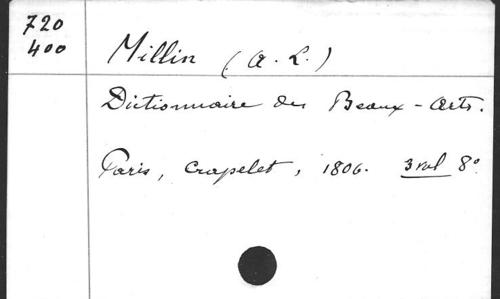 720
400
Millin (A. L.)
Dictionnaire des Beaux-Arts.
Paris, Crapelet, 1806. 3 vol 8°